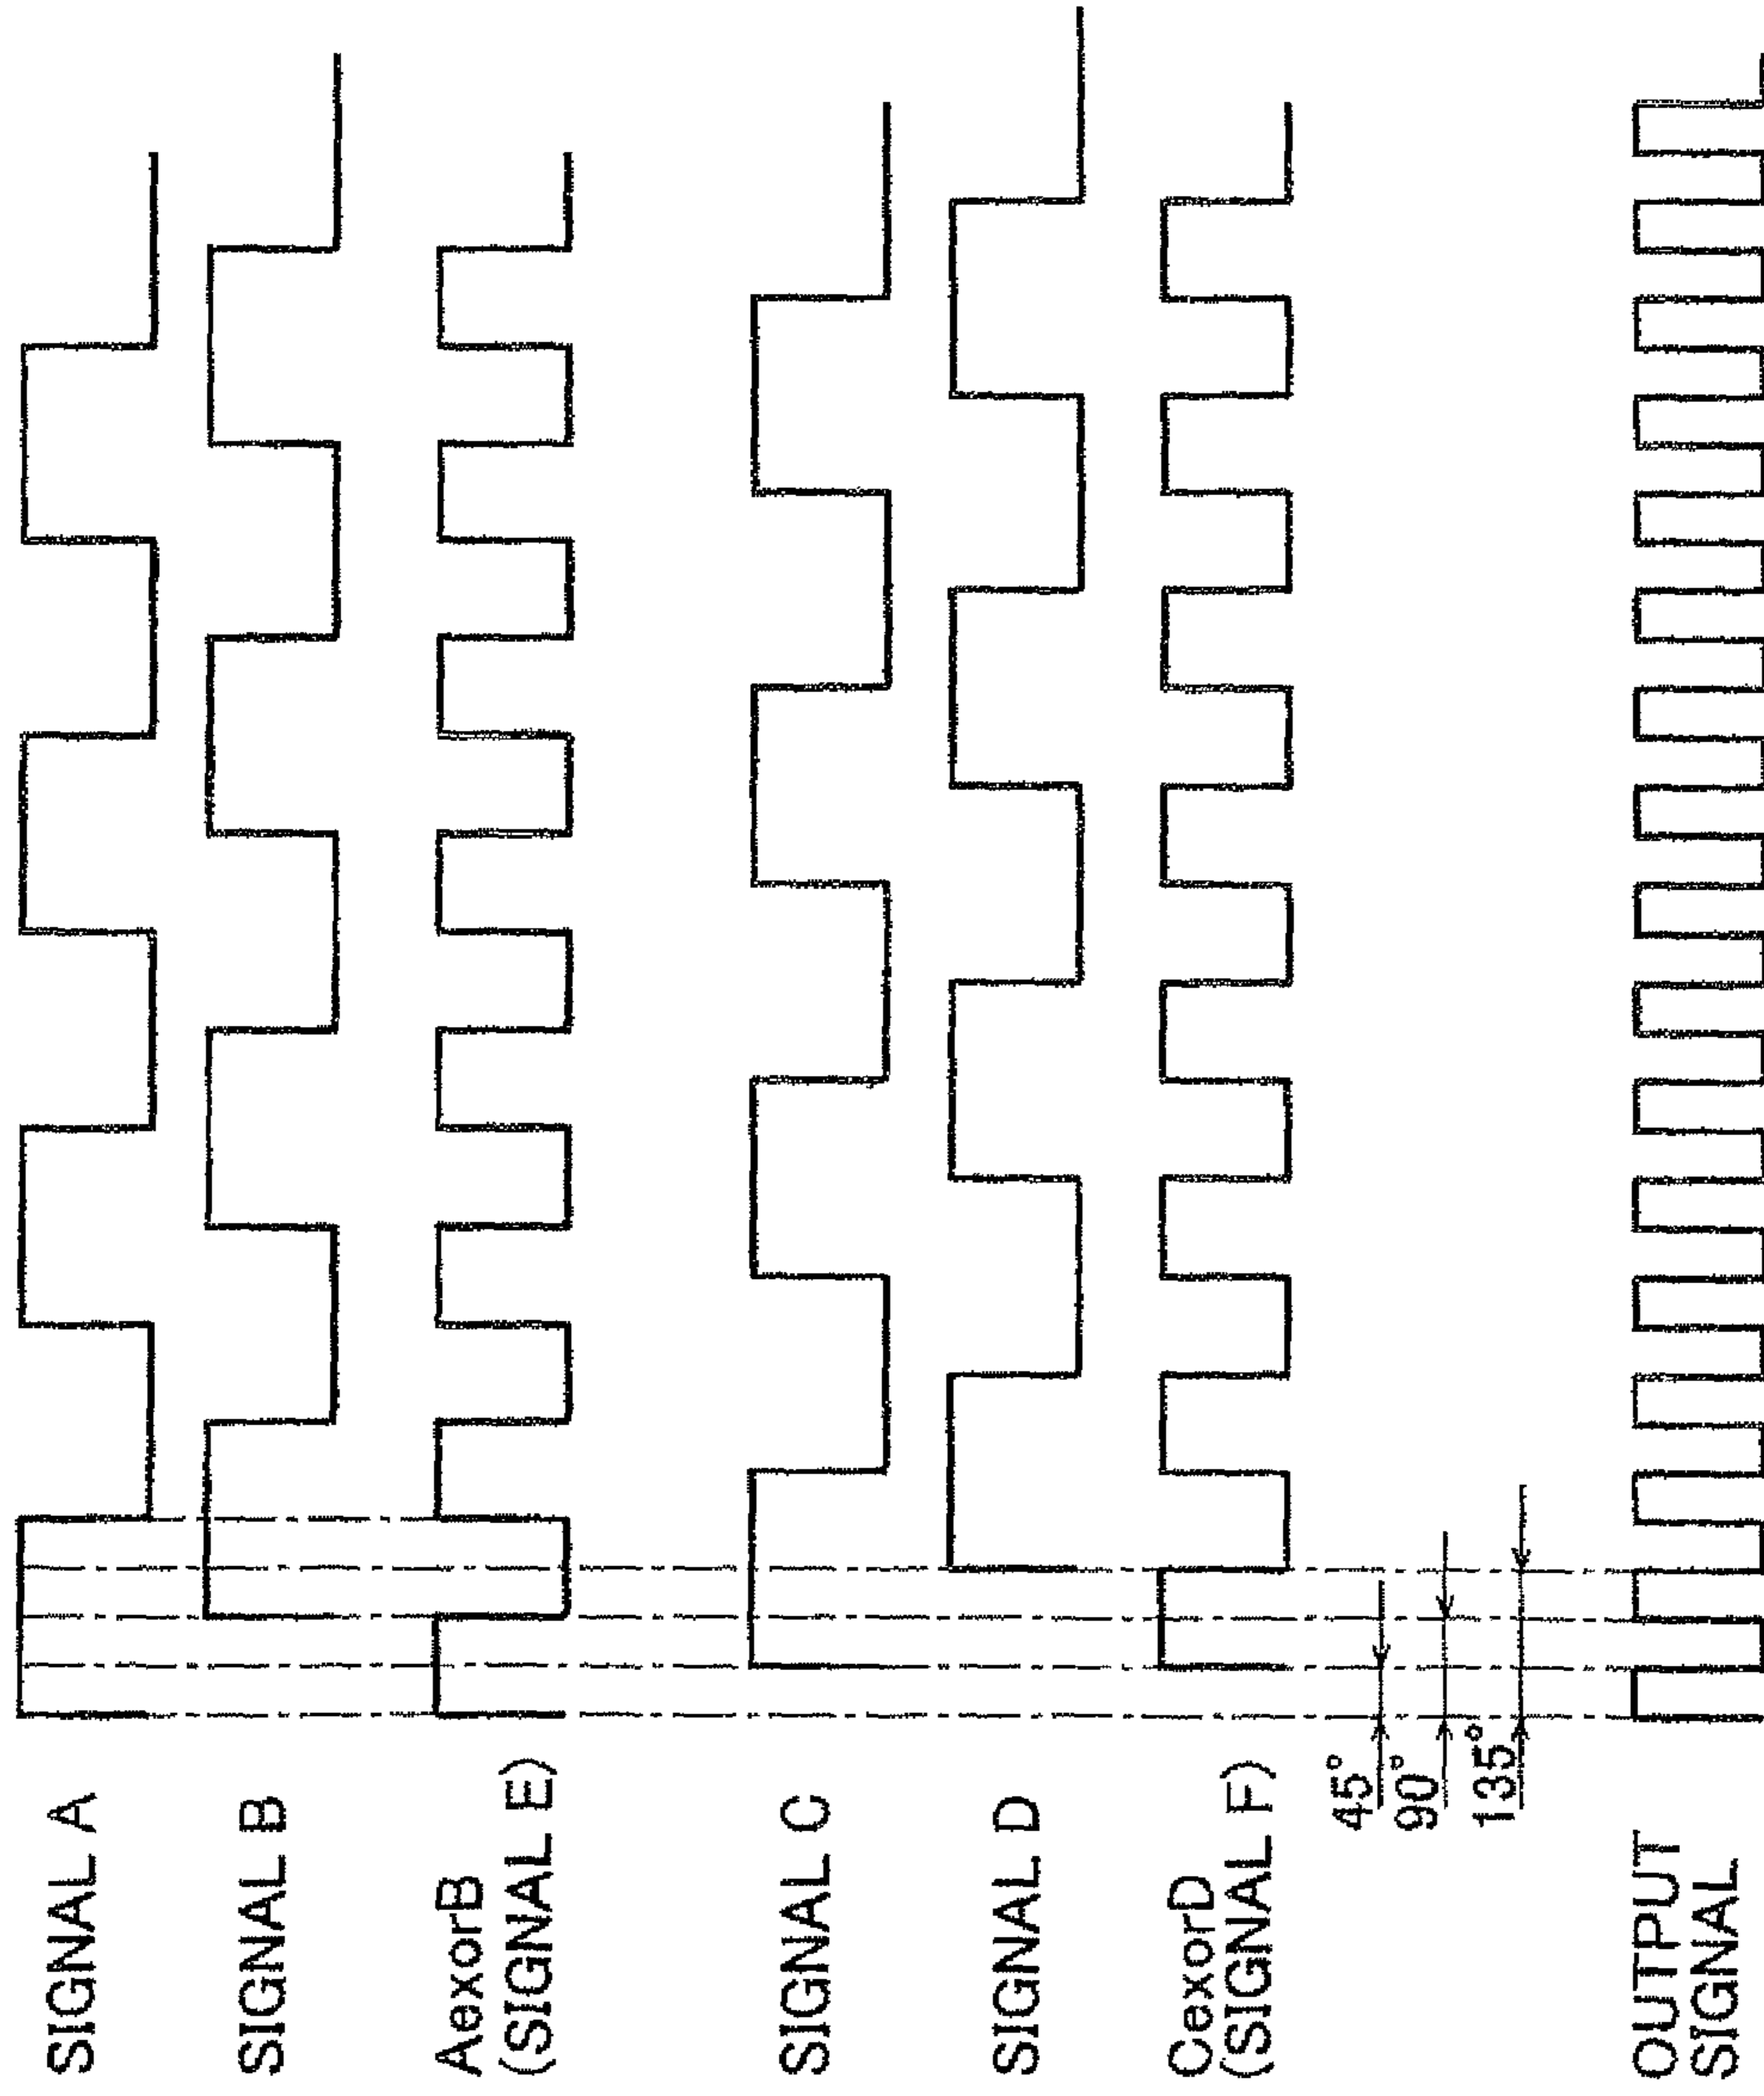 SIGNAL A
SIGNAL B
AexorB
(SIGNAL E)
SIGNAL C
SIGNAL D
CexorD
(SIGNAL F)
45°
90°
135°
OUTPUT
SIGNAL